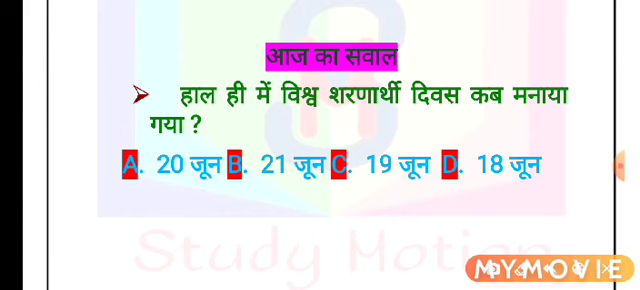 आज का सवाल
➢ हाल ही में विश्व शरणार्थी दिवस कब मनाया
गया ?
A. 20 जून B. 21 जून C. 19 जून D. 18 जून
Study Motion
MYMOVIE